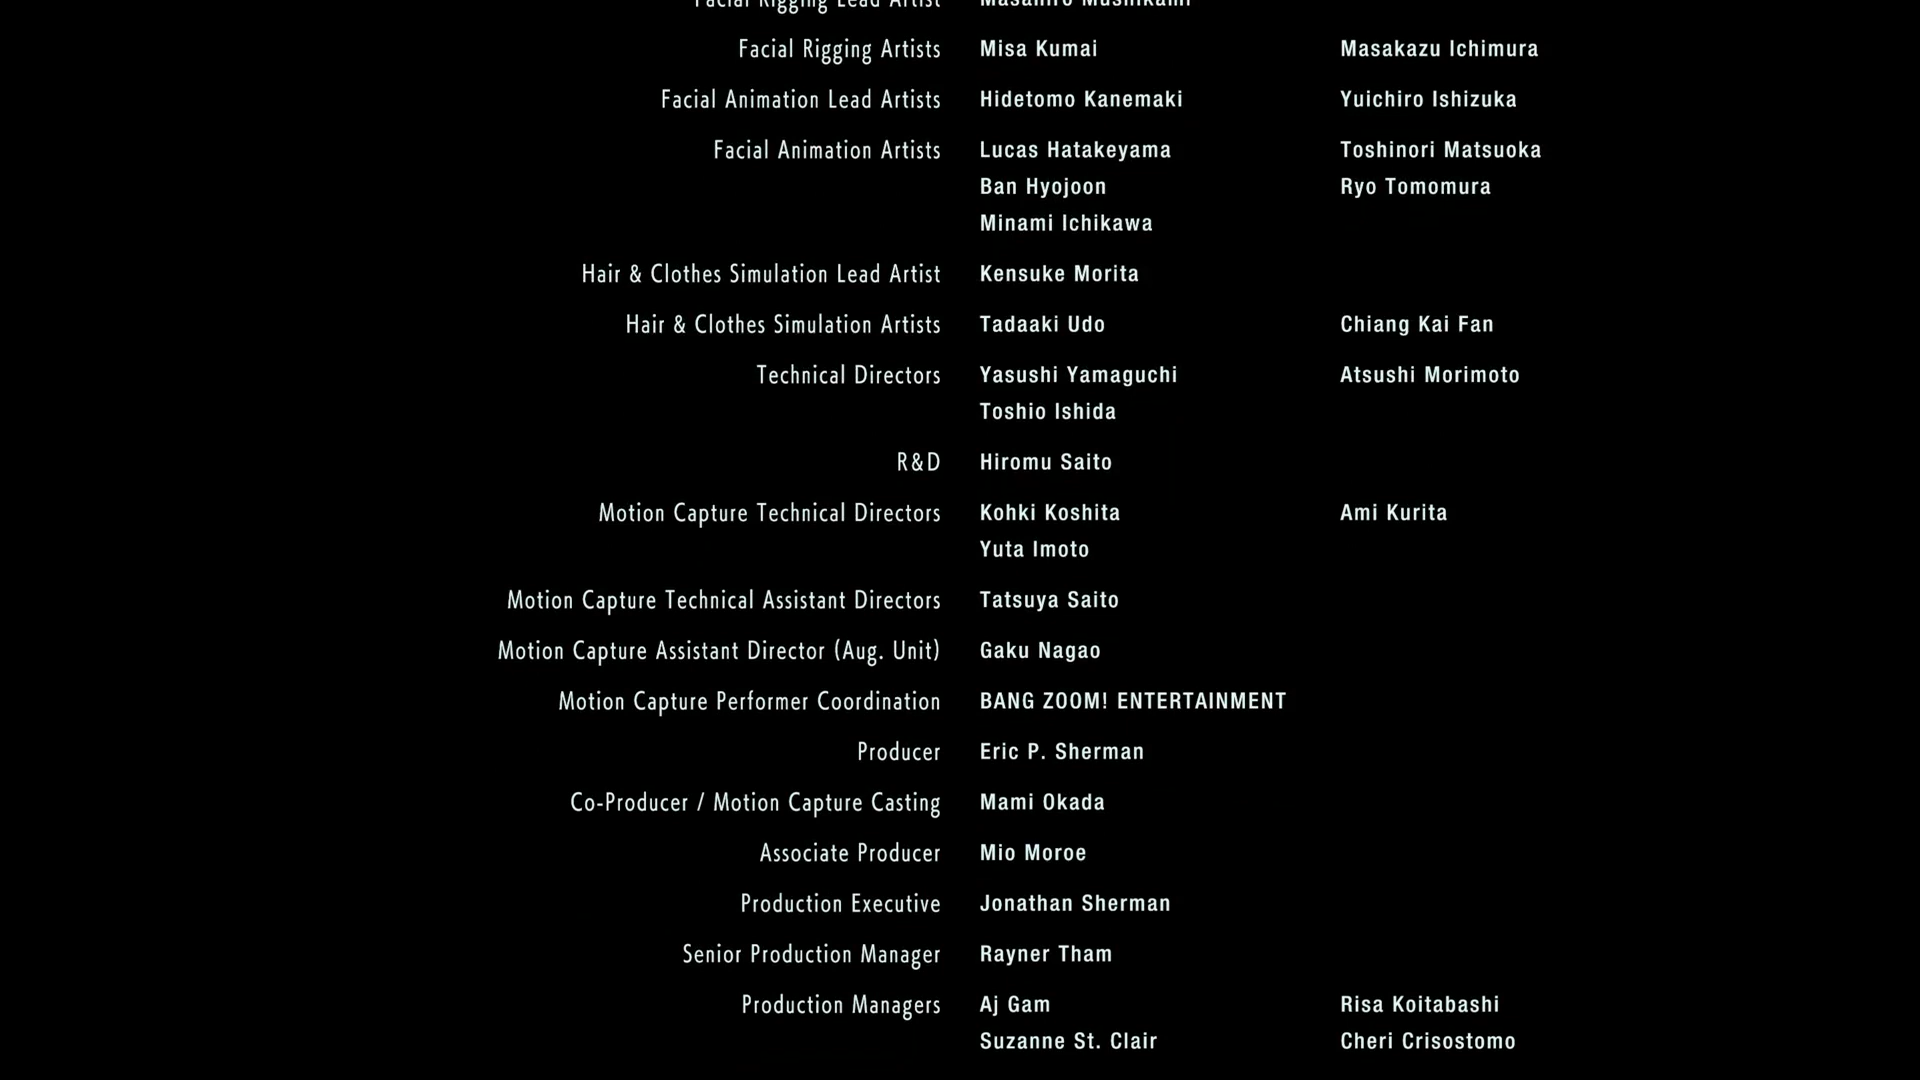 Facial Rigging Lead Artist Masahiro Mushikami
Facial Rigging Artists Misa Kumai Masakazu Ichimura
Facial Animation Lead Artists Hidetomo Kanemaki Yuichiro Ishizuka
Facial Animation Artists Lucas Hatakeyama Toshinori Matsuoka
Ban Hyojoon Ryo Tomomura
Minami Ichikawa
Hair & Clothes Simulation Lead Artist Kensuke Morita
Hair & Clothes Simulation Artists Tadaaki Udo Chiang Kai Fan
Technical Directors Yasushi Yamaguchi Atsushi Morimoto
Toshio Ishida
R&D Hiromu Saito
Motion Capture Technical Directors Kohki Koshita Ami Kurita
Yuta Imoto
Motion Capture Technical Assistant Directors Tatsuya Saito
Motion Capture Assistant Director (Aug. Unit) Gaku Nagao
Motion Capture Performer Coordination BANG ZOOM! ENTERTAINMENT
Producer Eric P. Sherman
Co-Producer / Motion Capture Casting Mami Okada
Associate Producer Mio Moroe
Production Executive Jonathan Sherman
Senior Production Manager Rayner Tham
Production Managers Aj Gam Risa Koitabashi
Suzanne St. Clair Cheri Crisostomo